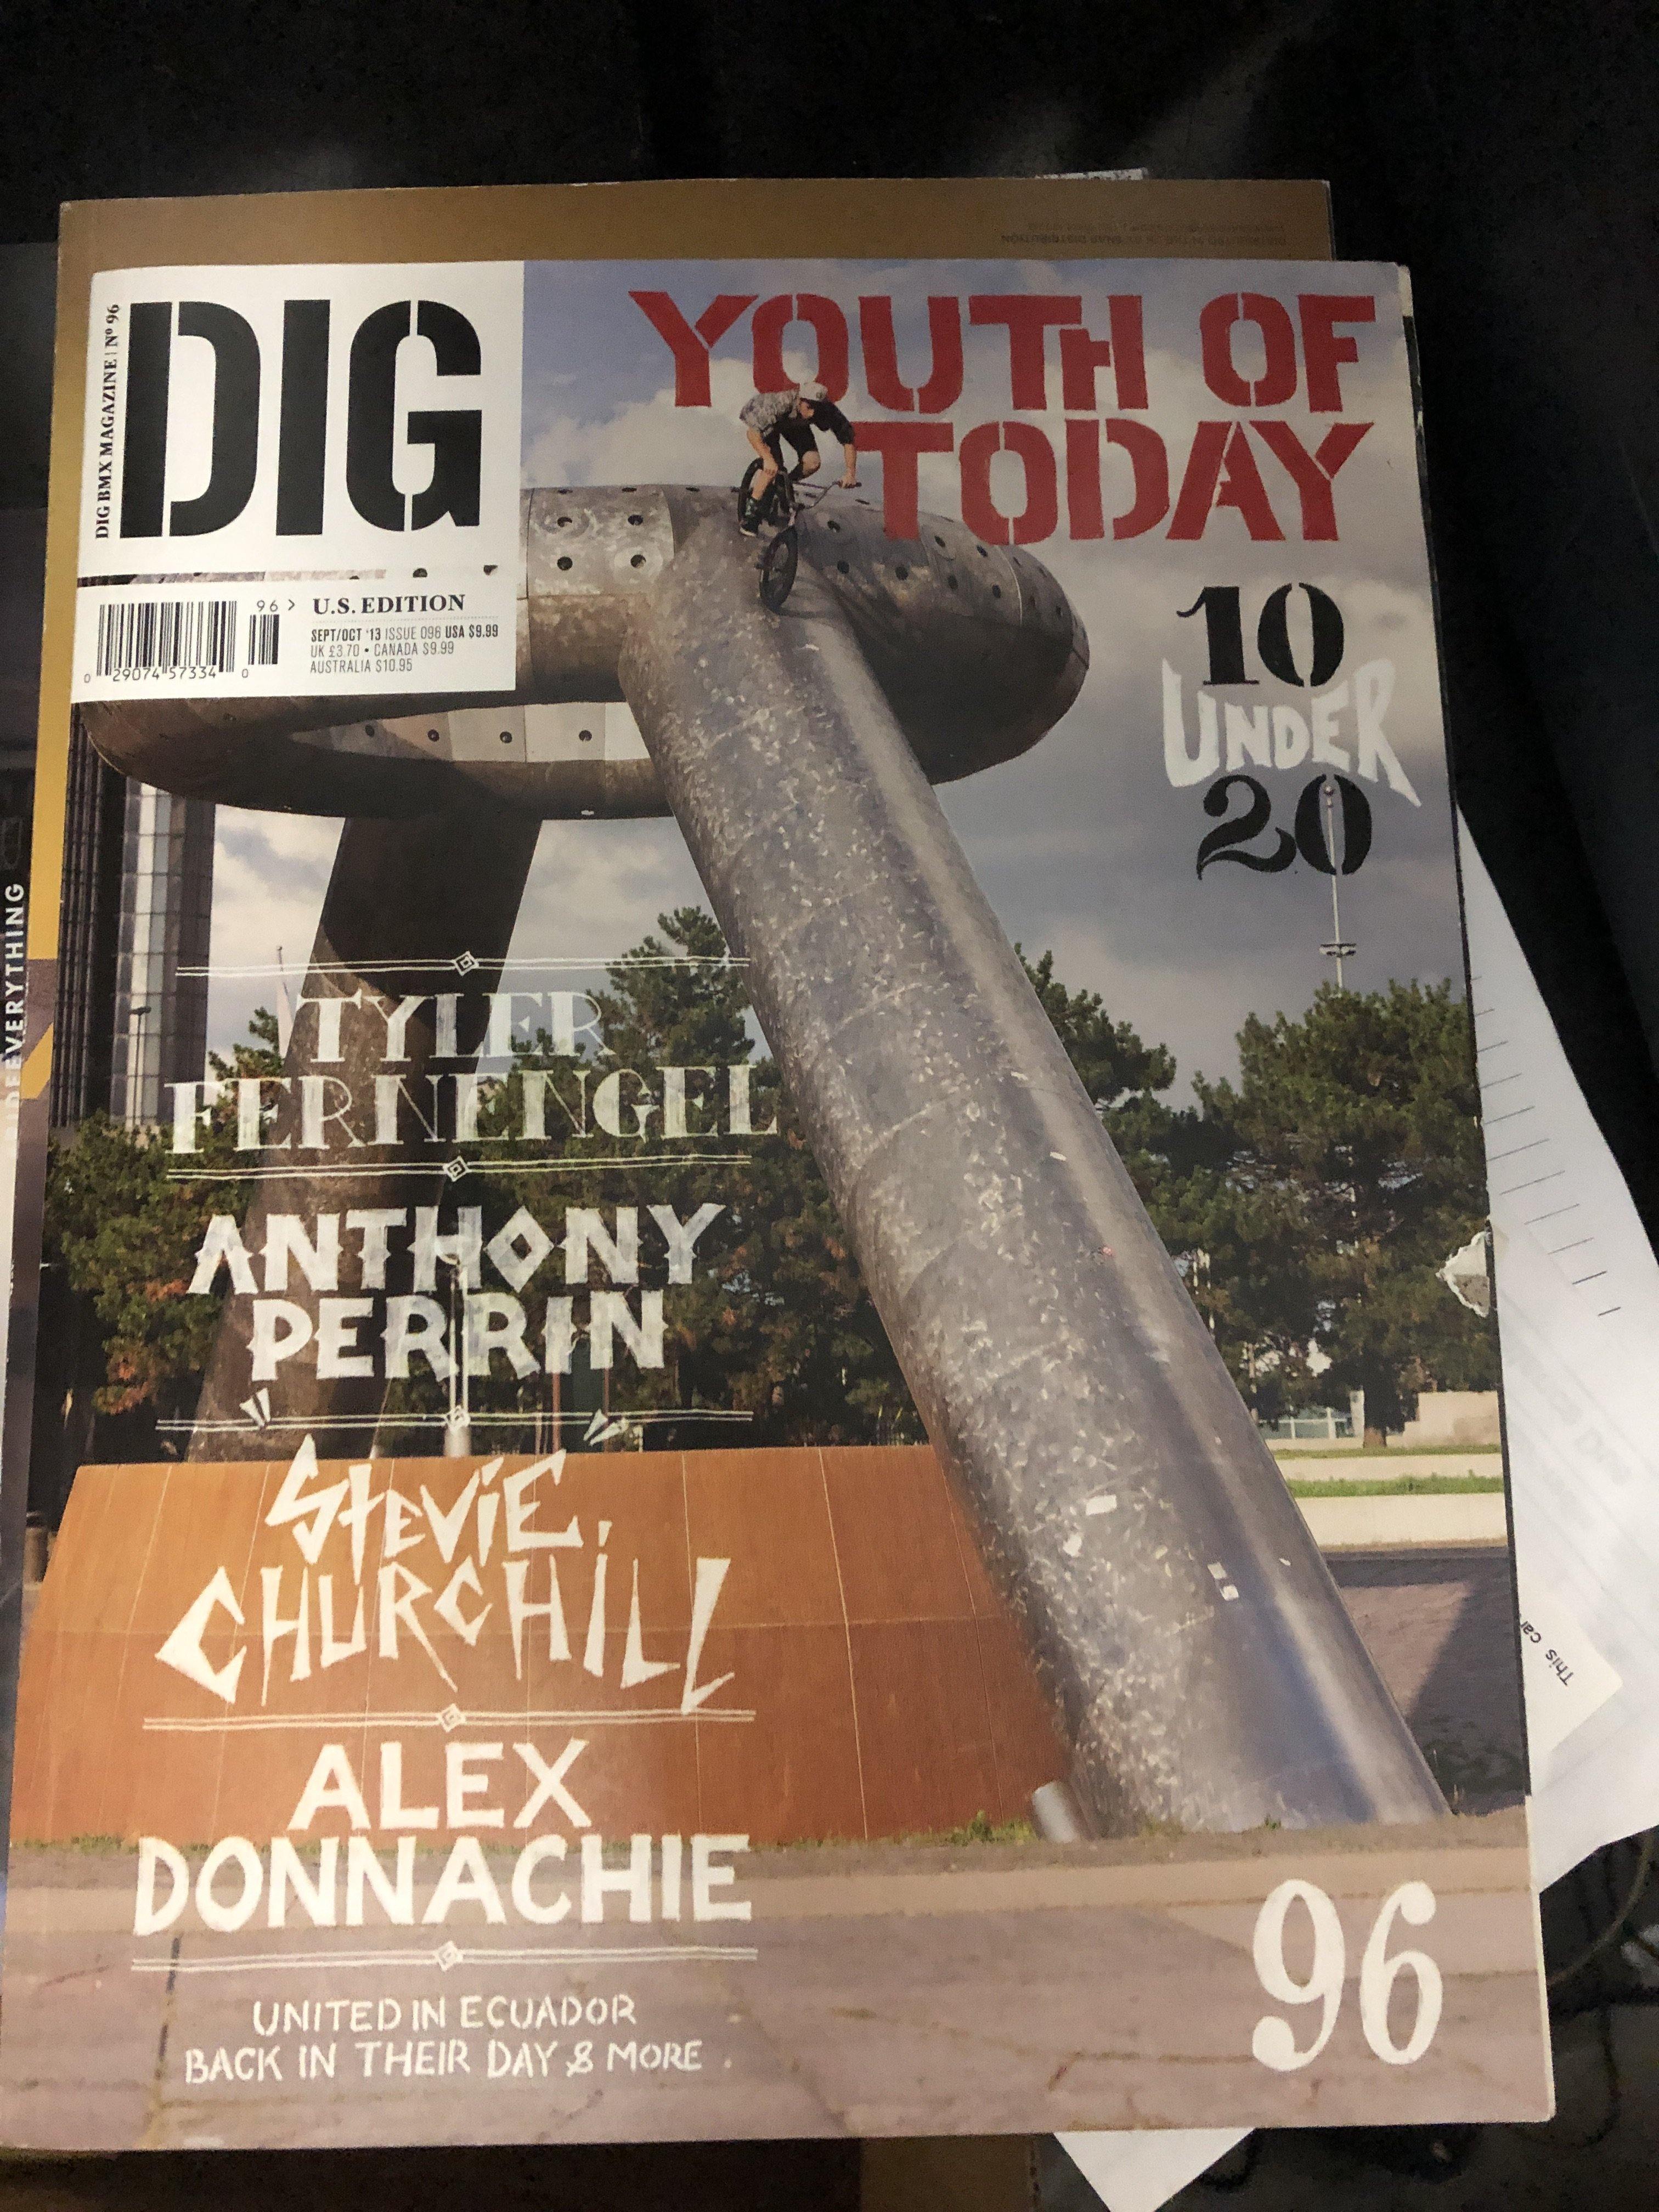 DIG BMX MAGAZINE | Nº 96
DIG
96 >
U.S. EDITION
SEPT/OCT '13 ISSUE 096 USA $9.99
UK £3.70 • CANADA $9.99
AUSTRALIA $10.95
0 29074 57334 0
YOUTH OF
TODAY
10
UNDER
20
TYLER
FERNENGEL
ANTHONY
PERRIN
STEVIE
CHURCHILL
ALEX
DONNACHIE
UNITED IN ECUADOR
BACK IN THEIR DAY & MORE
96
This